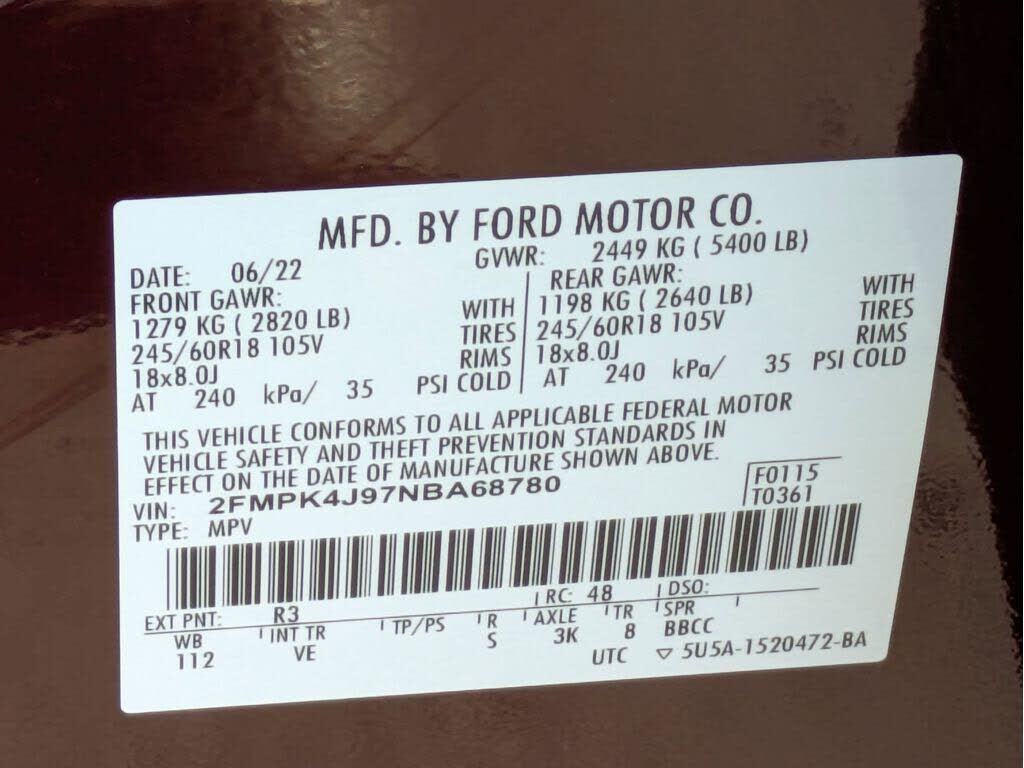 MFD. BY FORD MOTOR CO.
DATE: 06/22 GVWR: 2449 KG ( 5400 LB)
FRONT GAWR: REAR GAWR:
1279 KG ( 2820 LB) WITH 1198 KG ( 2640 LB) WITH
245/60R18 105V TIRES 245/60R18 105V TIRES
18x8.0J RIMS 18x8.0J RIMS
AT 240 kPa/ 35 PSI COLD AT 240 kPa/ 35 PSI COLD
THIS VEHICLE CONFORMS TO ALL APPLICABLE FEDERAL MOTOR
VEHICLE SAFETY AND THEFT PREVENTION STANDARDS IN
EFFECT ON THE DATE OF MANUFACTURE SHOWN ABOVE.
VIN: 2FMPK4J97NBA68780 F0115
TYPE: MPV T0361
EXT PNT: R3 RC: 48 DSO:
WB INT TR TP/PS R AXLE TR SPR
112 VE S 3K 8 BBCC
UTC ▽ 5U5A-1520472-BA